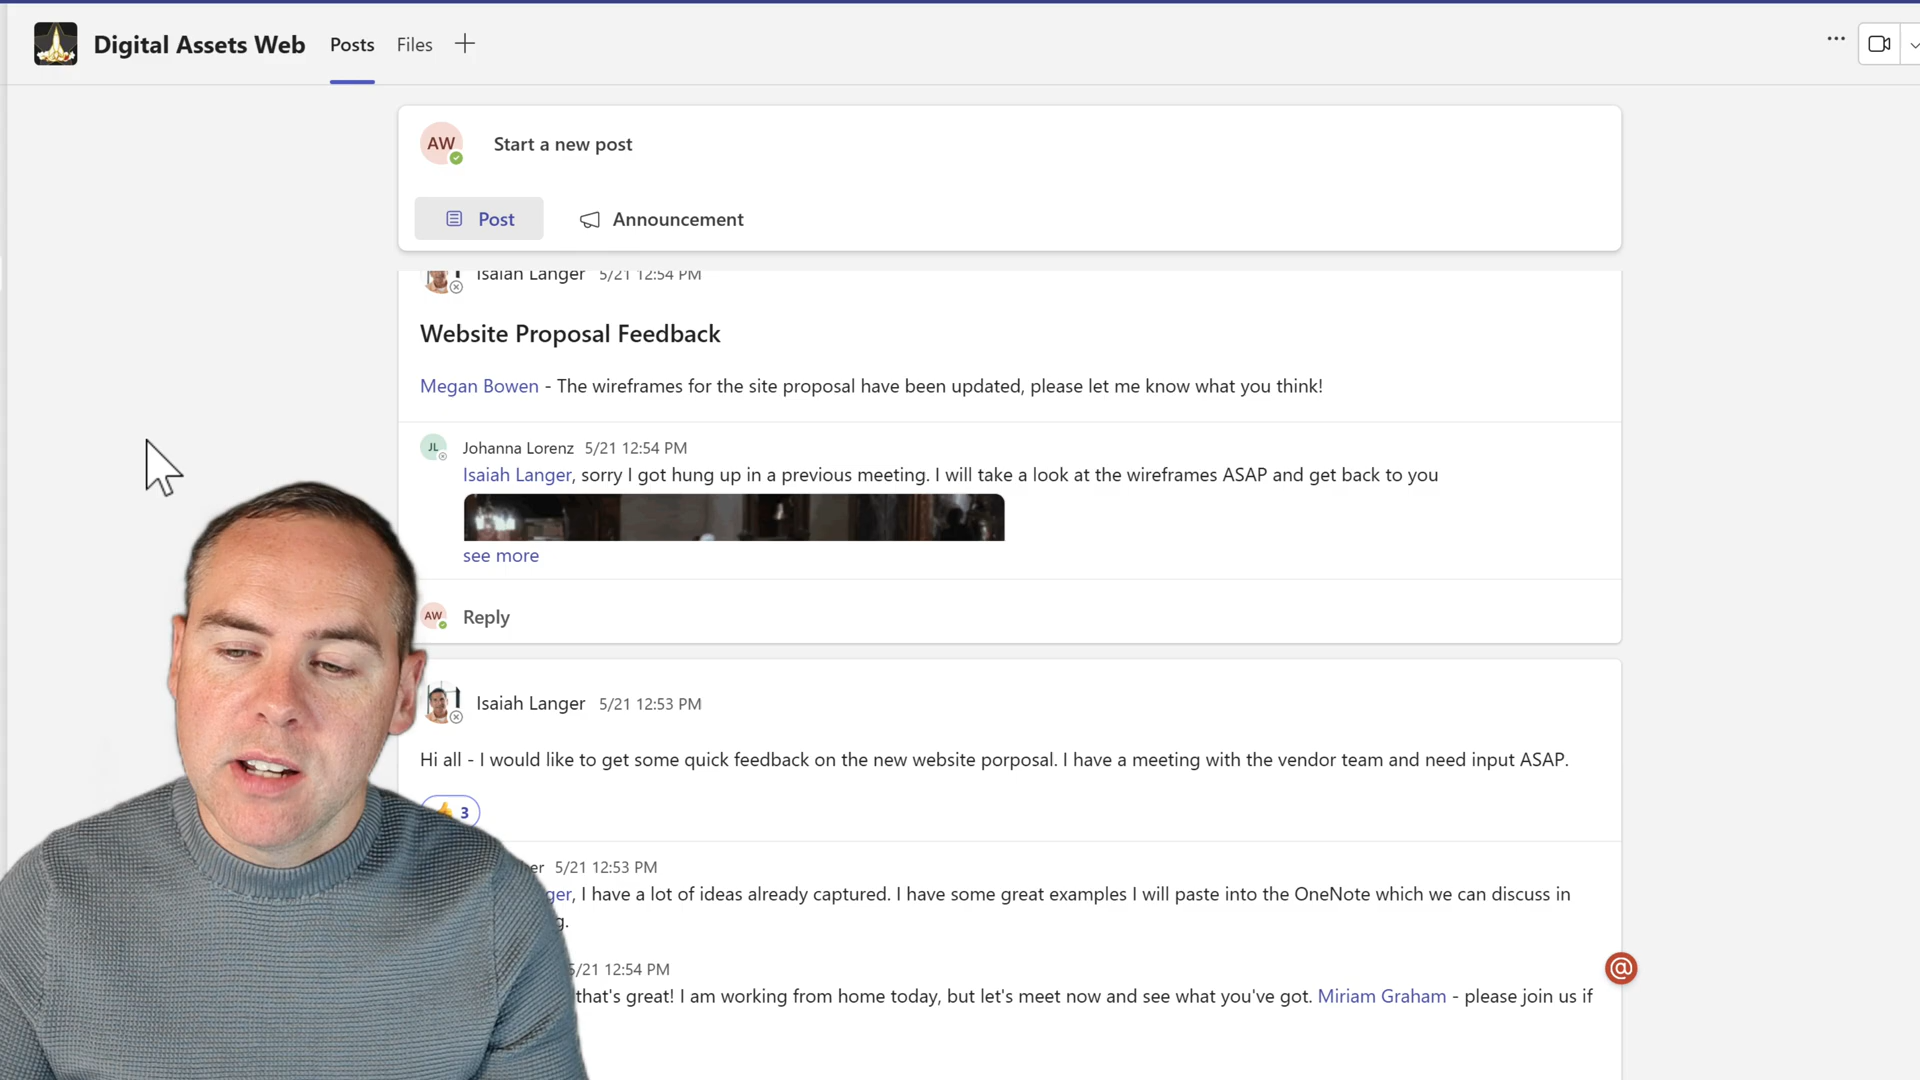 Digital Assets Web Posts Files
AW Start a new post
Post Announcement
Isaiah Langer 5/21 12:54 PM
Website Proposal Feedback
Megan Bowen - The wireframes for the site proposal have been updated, please let me know what you think!
JL Johanna Lorenz 5/21 12:54 PM
Isaiah Langer, sorry I got hung up in a previous meeting. I will take a look at the wireframes ASAP and get back to you
see more
AW Reply
Isaiah Langer 5/21 12:53 PM
Hi all - I would like to get some quick feedback on the new website porposal. I have a meeting with the vendor team and need input ASAP.
3
er 5/21 12:53 PM
ger, I have a lot of ideas already captured. I have some great examples I will paste into the OneNote which we can discuss in
g.
5/21 12:54 PM
@
that's great! I am working from home today, but let's meet now and see what you've got. Miriam Graham - please join us if